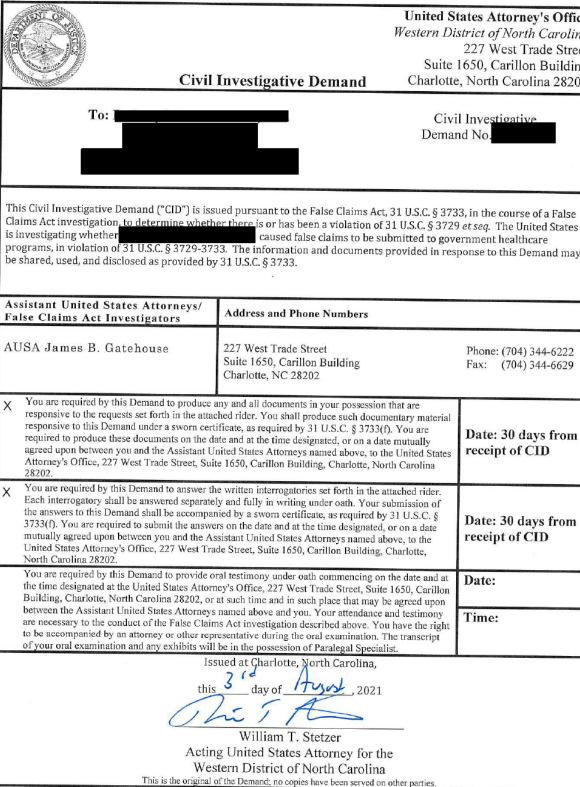 United States Attorney's Offic
Western District of North Carolin
227 West Trade Stree
Suite 1650, Carillon Buildin
Charlotte, North Carolina 2820
DEPARTMENT OF JUSTICE
Civil Investigative Demand
To:
Civil Investigative
Demand No.
This Civil Investigative Demand ("CID") is issued pursuant to the False Claims Act, 31 U.S.C. § 3733, in the course of a False
Claims Act investigation, to determine whether there is or has been a violation of 31 U.S.C. § 3729 et seq. The United States
is investigating whether caused false claims to be submitted to government healthcare
programs, in violation of 31 U.S.C. § 3729-3733. The information and documents provided in response to this Demand may
be shared, used, and disclosed as provided by 31 U.S.C. § 3733.
Assistant United States Attorneys/
False Claims Act Investigators
Address and Phone Numbers
AUSA James B. Gatehouse
227 West Trade Street
Suite 1650, Carillon Building
Charlotte, NC 28202
Phone: (704) 344-6222
Fax: (704) 344-6629
X
You are required by this Demand to produce any and all documents in your possession that are
responsive to the requests set forth in the attached rider. You shall produce such documentary material
responsive to this Demand under a sworn certificate, as required by 31 U.S.C. § 3733(f). You are
required to produce these documents on the date and at the time designated, or on a date mutually
agreed upon between you and the Assistant United States Attorneys named above, to the United States
Attorney's Office, 227 West Trade Street, Suite 1650, Carillon Building, Charlotte, North Carolina
28202.
Date: 30 days from
receipt of CID
X
You are required by this Demand to answer the written interrogatories set forth in the attached rider.
Each interrogatory shall be answered separately and fully in writing under oath. Your submission of
the answers to this Demand shall be accompanied by a sworn certificate, as required by 31 U.S.C. §
3733(f). You are required to submit the answers on the date and at the time designated, or on a date
mutually agreed upon between you and the Assistant United States Attorneys named above, to the
United States Attorney's Office, 227 West Trade Street, Suite 1650, Carillon Building, Charlotte,
North Carolina 28202.
Date: 30 days from
receipt of CID
You are required by this Demand to provide oral testimony under oath commencing on the date and at
the time designated at the United States Attorney's Office, 227 West Trade Street, Suite 1650, Carillon
Building, Charlotte, North Carolina 28202, or at such time and in such place that may be agreed upon
between the Assistant United States Attorneys named above and you. Your attendance and testimony
are necessary to the conduct of the False Claims Act investigation described above. You have the right
to be accompanied by an attorney or other representative during the oral examination. The transcript
of your oral examination and any exhibits will be in the possession of Paralegal Specialist.
Date:
Time:
Issued at Charlotte, North Carolina,
this 3rd day of August, 2021
William T. Stetzer
Acting United States Attorney for the
Western District of North Carolina
This is the original of the Demand; no copies have been served on other parties.